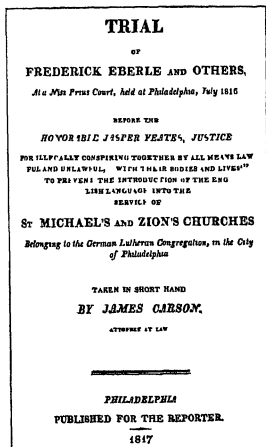 TRIAL
OF
FREDERICK EBERLE AND OTHERS,
At a Nisi Prius Court, held at Philadelphia, July 1816
BEFORE THE
HONORABLE JASPER YEATES, JUSTICE
FOR ILLEGALLY CONSPIRING TOGETHER BY ALL MEANS LAW
FUL AND UNLAWFUL, "WITH THEIR BODIES AND LIVES"
TO PREVENT THE INTRODUCTION OF THE ENG
LISH LANGUAGE INTO THE
SERVICE OF
ST MICHAEL'S AND ZION'S CHURCHES
Belonging to the German Lutheran Congregation, in the City
of Philadelphia
TAKEN IN SHORT HAND
BY JAMES CARSON,
ATTORNEY AT LAW
PHILADELPHIA
PUBLISHED FOR THE REPORTER.
1817